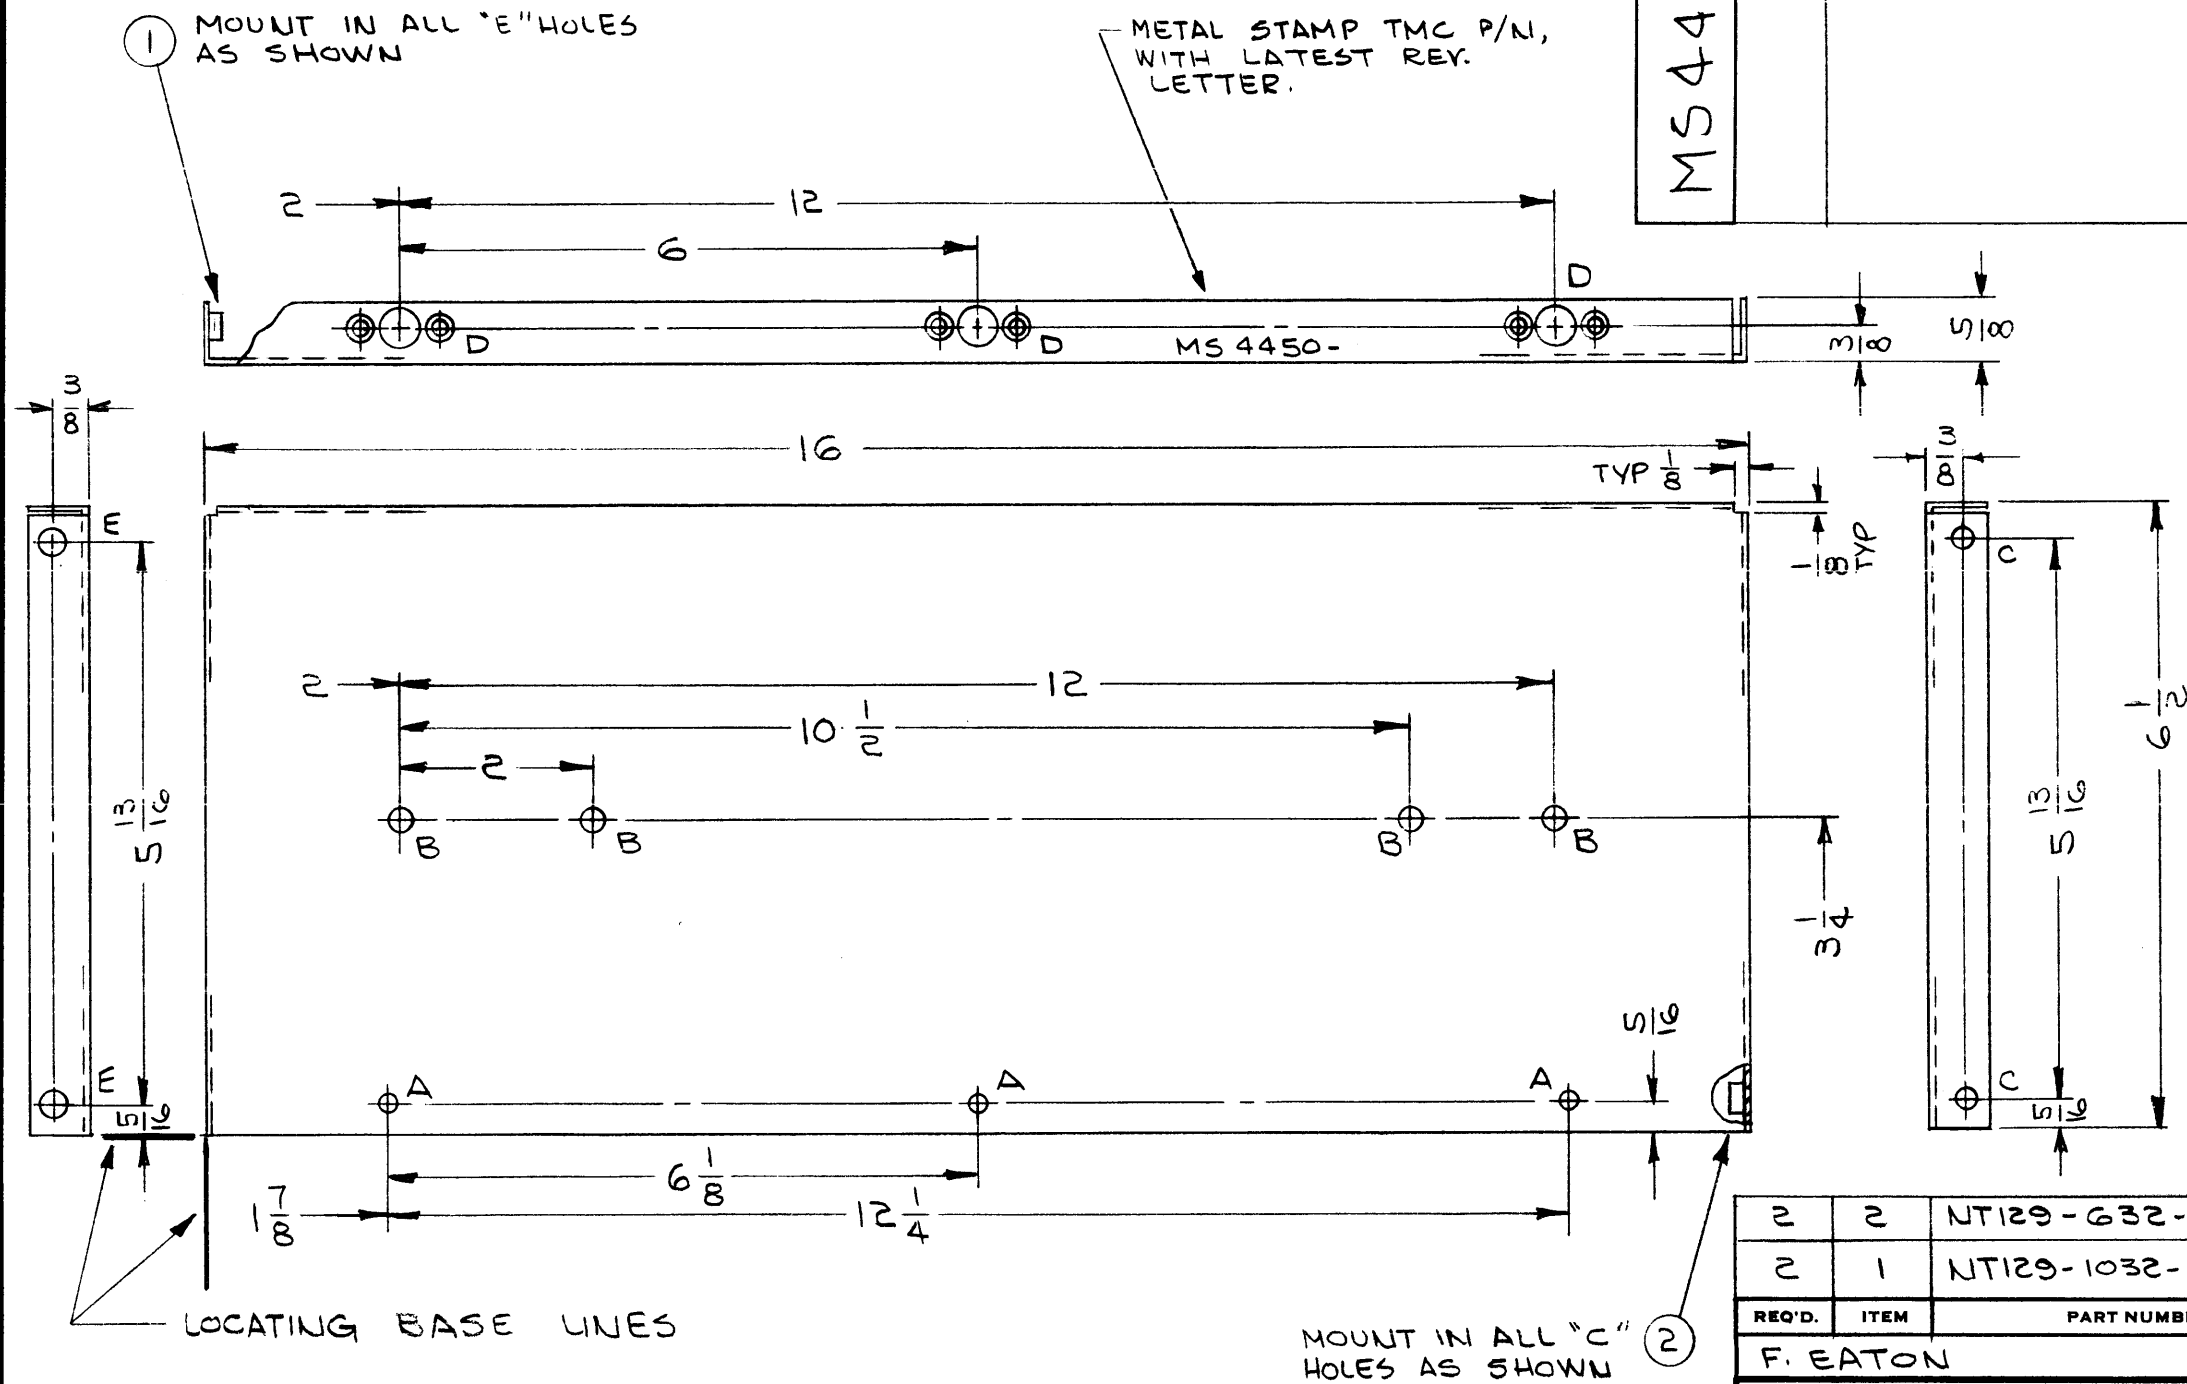 1
MOUNT IN ALL "E" HOLES
AS SHOWN
METAL STAMP TMC P/N,
WITH LATEST REV.
LETTER.
MS44
2
12
6
D
D
D
MS 4450-
3/8
5/8
3/8
16
TYP 1/8
1/8 TYP
3/8
E
C
2
12
10 1/2
2
B
B
B
B
5 13/16
3 1/4
5 13/16
6 1/2
E
5/16
A
A
A
5/16
C
5/16
1 7/8
6 1/8
12 1/4
LOCATING BASE LINES
MOUNT IN ALL "C"
HOLES AS SHOWN
2
2 2 NT129-632-
2 1 NT129-1032-
REQ'D. ITEM PART NUMB
F. EATON